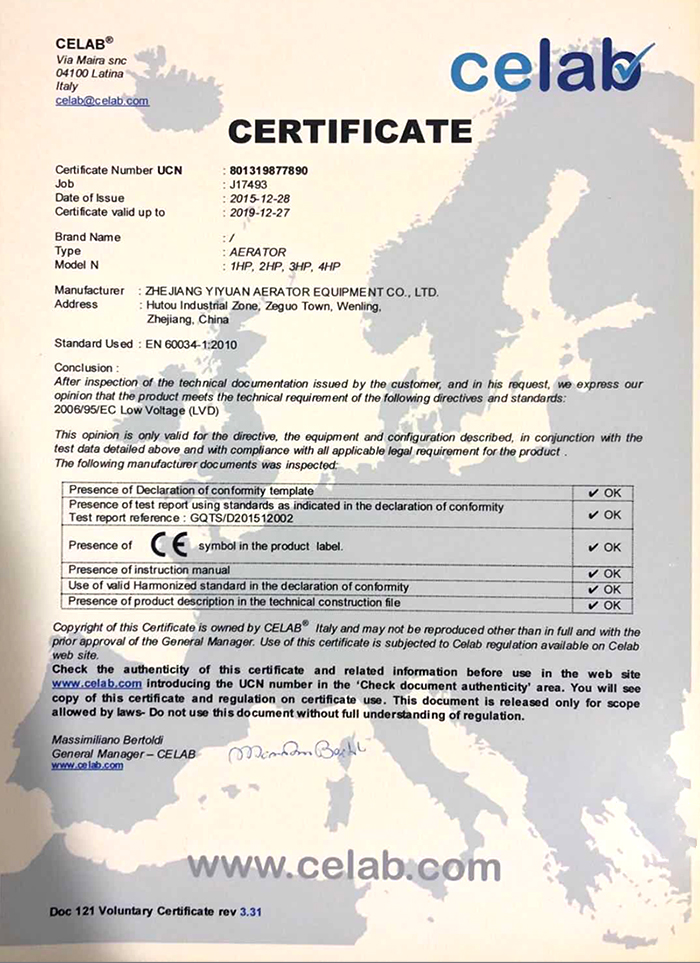 CELAB®
Via Maira snc
04100 Latina
Italy
celab@celab.com
celab
CERTIFICATE
Certificate Number UCN : 801319877890
Job : J17493
Date of Issue : 2015-12-28
Certificate valid up to : 2019-12-27
Brand Name : /
Type : AERATOR
Model N : 1HP, 2HP, 3HP, 4HP
Manufacturer : ZHEJIANG YIYUAN AERATOR EQUIPMENT CO., LTD.
Address : Hutou Industrial Zone, Zeguo Town, Wenling,
Zhejiang, China
Standard Used : EN 60034-1:2010
Conclusion :
After inspection of the technical documentation issued by the customer, and in his request, we express our
opinion that the product meets the technical requirement of the following directives and standards:
2006/95/EC Low Voltage (LVD)
This opinion is only valid for the directive, the equipment and configuration described, in conjunction with the
test data detailed above and with compliance with all applicable legal requirement for the product .
The following manufacturer documents was inspected:
Presence of Declaration of conformity template ✔ OK
Presence of test report using standards as indicated in the declaration of conformity
Test report reference : GQTS/D201512002 ✔ OK
Presence of CE symbol in the product label. ✔ OK
Presence of instruction manual ✔ OK
Use of valid Harmonized standard in the declaration of conformity ✔ OK
Presence of product description in the technical construction file ✔ OK
Copyright of this Certificate is owned by CELAB® Italy and may not be reproduced other than in full and with the
prior approval of the General Manager. Use of this certificate is subjected to Celab regulation available on Celab
web site.
Check the authenticity of this certificate and related information before use in the web site
www.celab.com introducing the UCN number in the 'Check document authenticity' area. You will see
copy of this certificate and regulation on certificate use. This document is released only for scope
allowed by laws- Do not use this document without full understanding of regulation.
Massimiliano Bertoldi
General Manager – CELAB
www.celab.com
www.celab.com
Doc 121 Voluntary Certificate rev 3.31